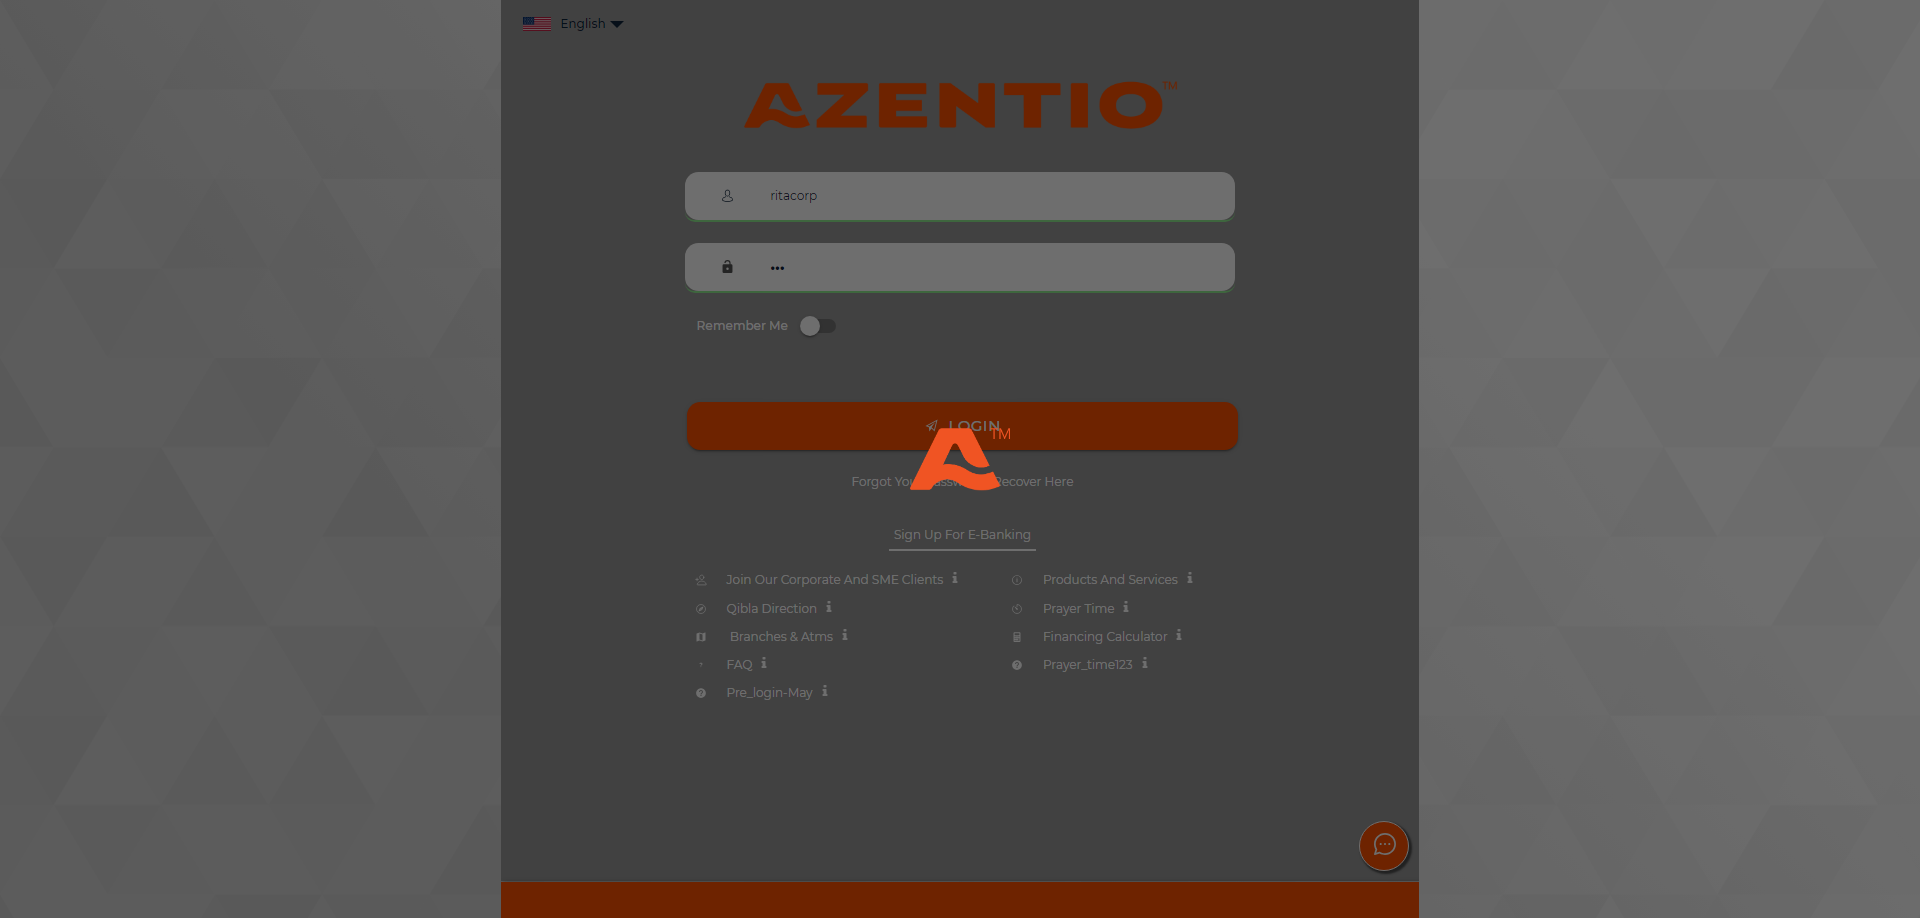 English
AZENTIO™
ritacorp
Remember Me
LOGIN
TM
Forgot You Recover Here
Sign Up For E-Banking
Join Our Corporate And SME Clients
Products And Services
Qibla Direction
Prayer Time
Branches & Atms
Financing Calculator
FAQ
Prayer_time123
Pre_login-May